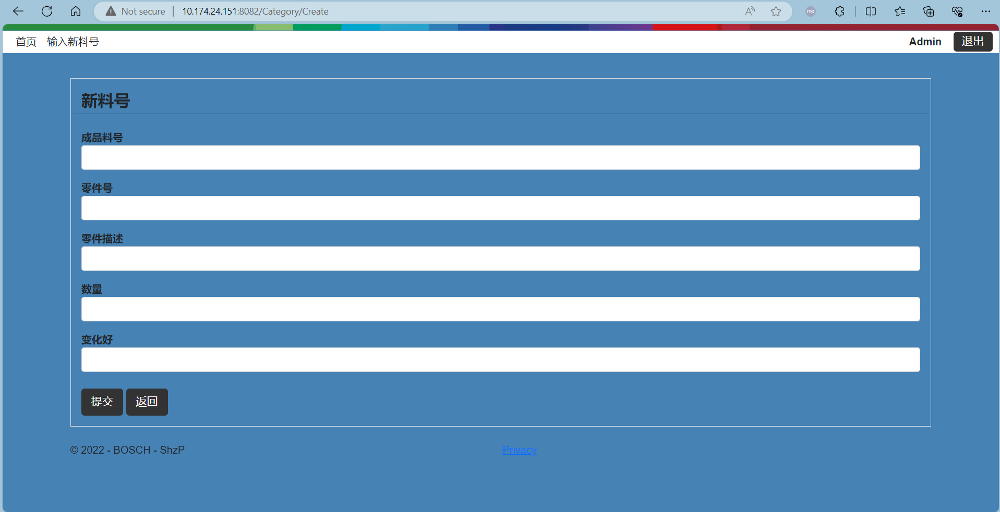 Not secure | 10.174.24.151:8082/Category/Create
首页 输入新料号 Admin 退出
新料号
成品料号
零件号
零件描述
数量
变化好
提交 返回
© 2022 - BOSCH - ShzP Privacy